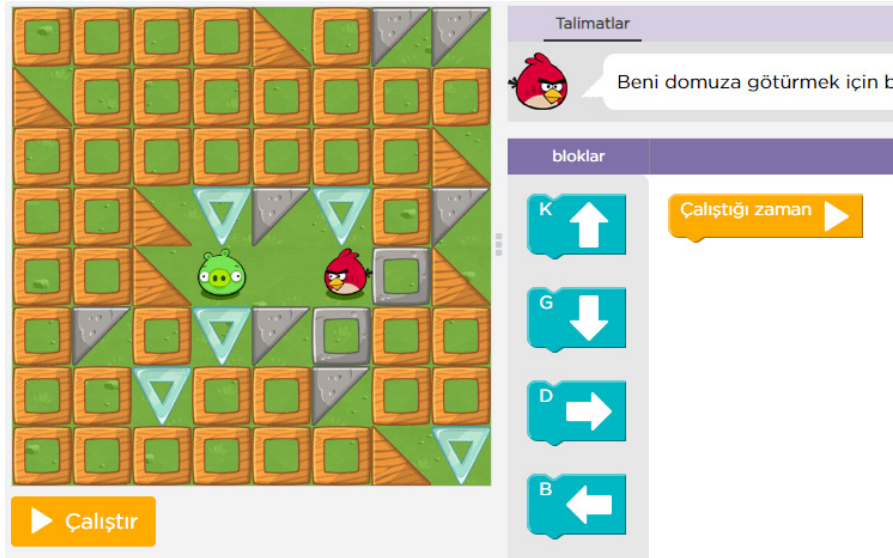 Talimatlar
Beni domuza götürmek için b
bloklar
K
Çalıştığı zaman
G
D
B
Çalıştır